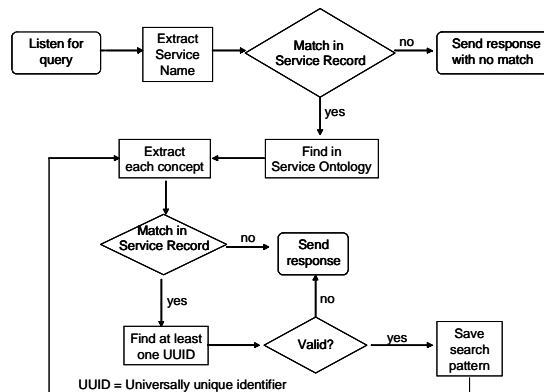 Listen for
query
Extract
Service
Name
Match in
Service Record
no
Send response
with no match
yes
Extract
each concept
Find in
Service Ontology
Match in
Service Record
no
Send
response
yes
no
Find at least
one UUID
Valid?
yes
Save
search
pattern
UUID = Universally unique identifier